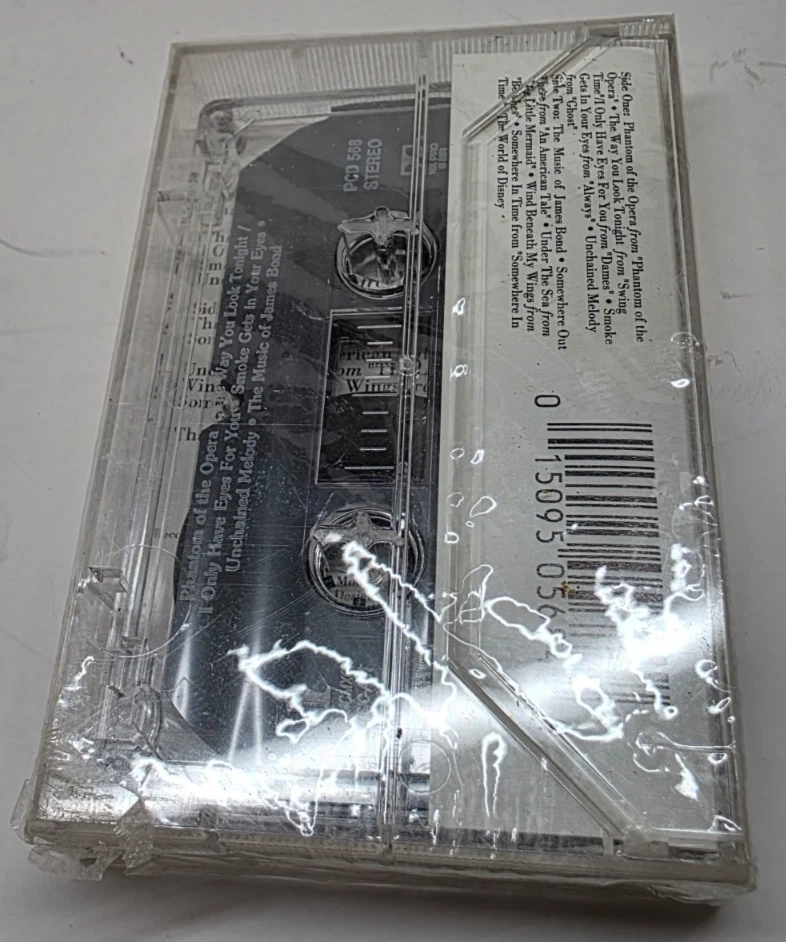 Side One: Phantom of the Opera from "Phantom of the
Opera" • The Way You Look Tonight from "Swing
Time"/I Only Have Eyes For You from "Dames" • Smoke
Gets In Your Eyes from "Always" • Unchained Melody
from "Ghost"
Side Two: The Music of James Bond • Somewhere Out
There from "An American Tale" • Under The Sea from
"The Little Mermaid" • Wind Beneath My Wings from
"Beaches" • Somewhere In Time from "Somewhere In
Time" • The World of Disney
0 15095 056
PCD 568
STEREO
Phantom of the Opera • The Way You Look Tonight /
I Only Have Eyes For You • Smoke Gets In Your Eyes •
Unchained Melody • The Music of James Bond
Wings